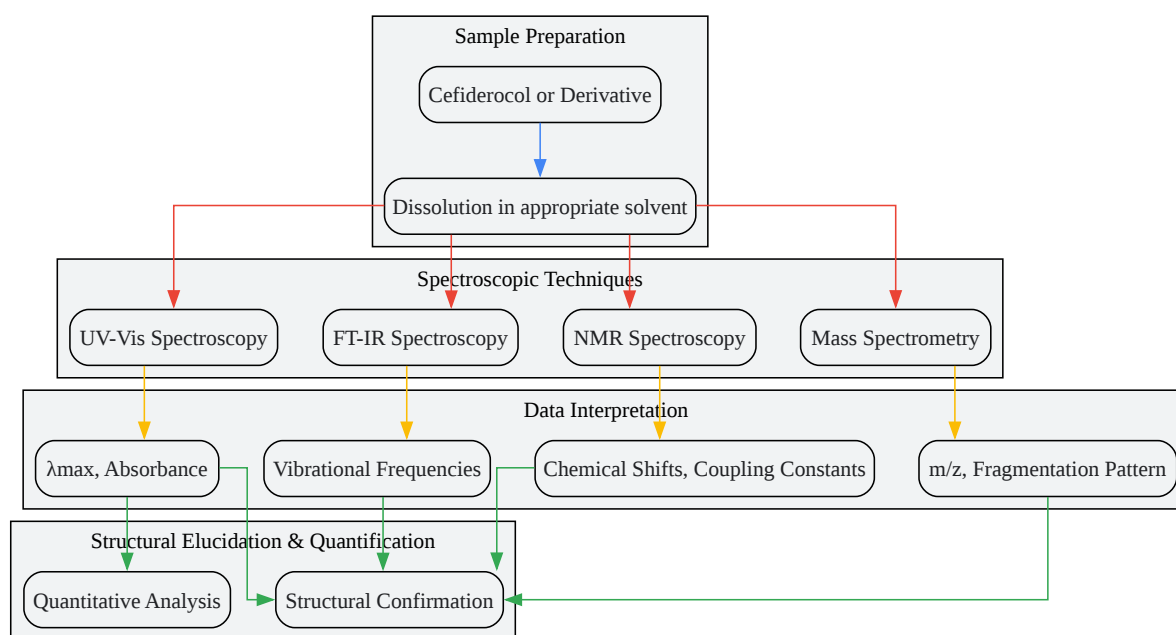 Sample Preparation
Cefiderocol or Derivative
Dissolution in appropriate solvent
Spectroscopic Techniques
UV-Vis Spectroscopy
FT-IR Spectroscopy
NMR Spectroscopy
Mass Spectrometry
Data Interpretation
λmax, Absorbance
Vibrational Frequencies
Chemical Shifts, Coupling Constants
m/z, Fragmentation Pattern
Structural Elucidation & Quantification
Quantitative Analysis
Structural Confirmation